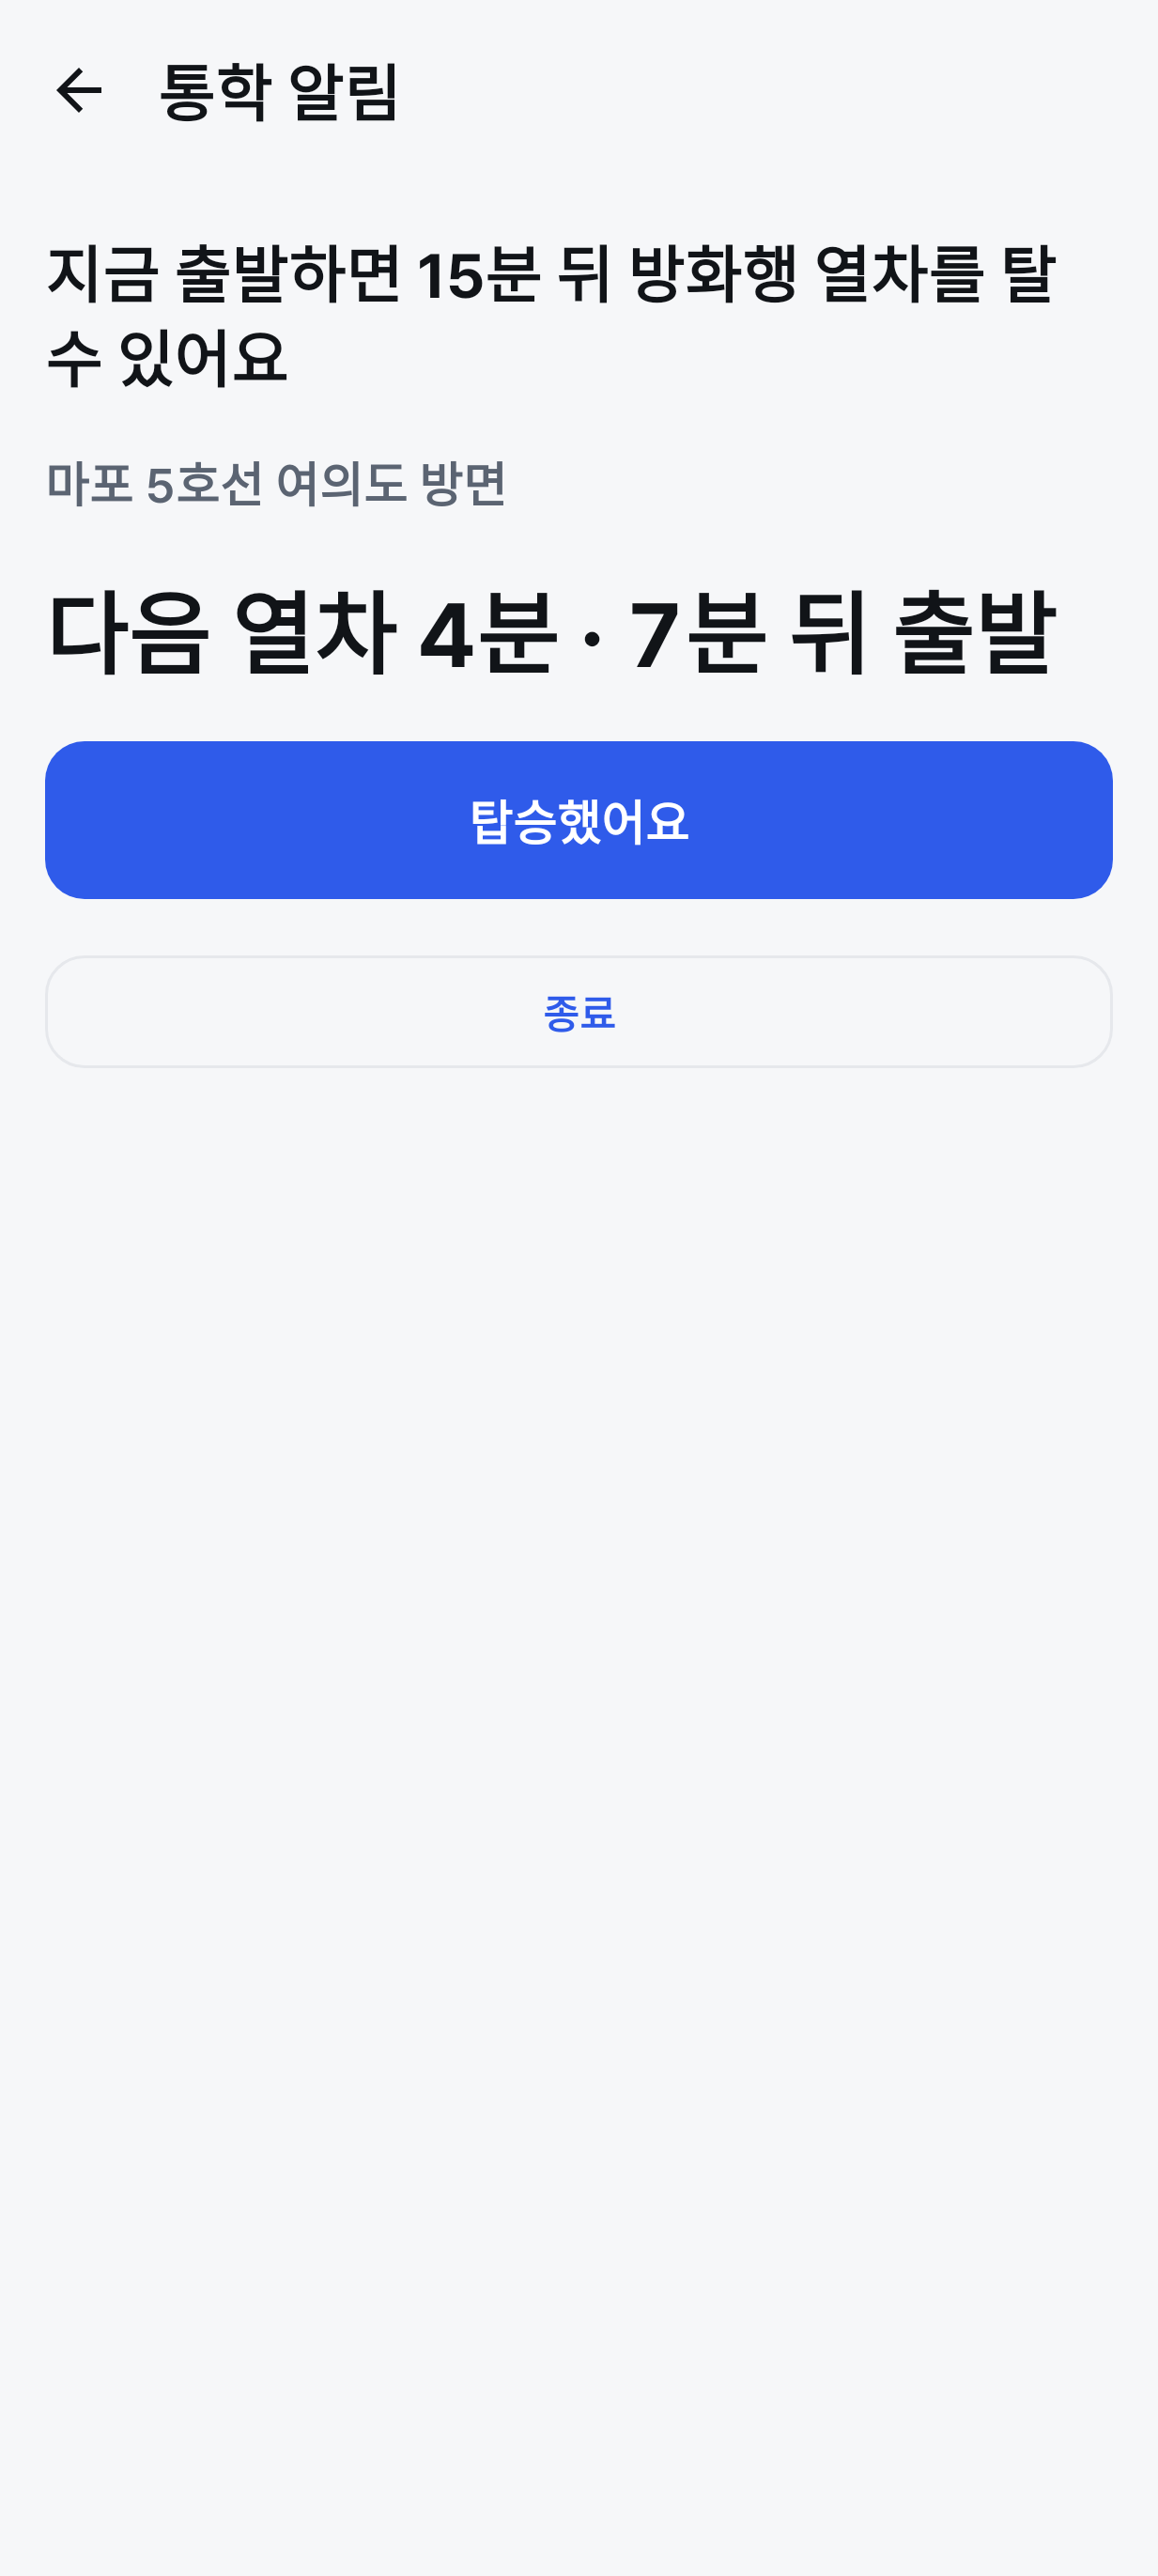 통학 알림
지금 출발하면 15분 뒤 방화행 열차를 탈
수 있어요
마포 5호선 여의도 방면
다음 열차 4분 · 7분 뒤 출발
탑승했어요
종료